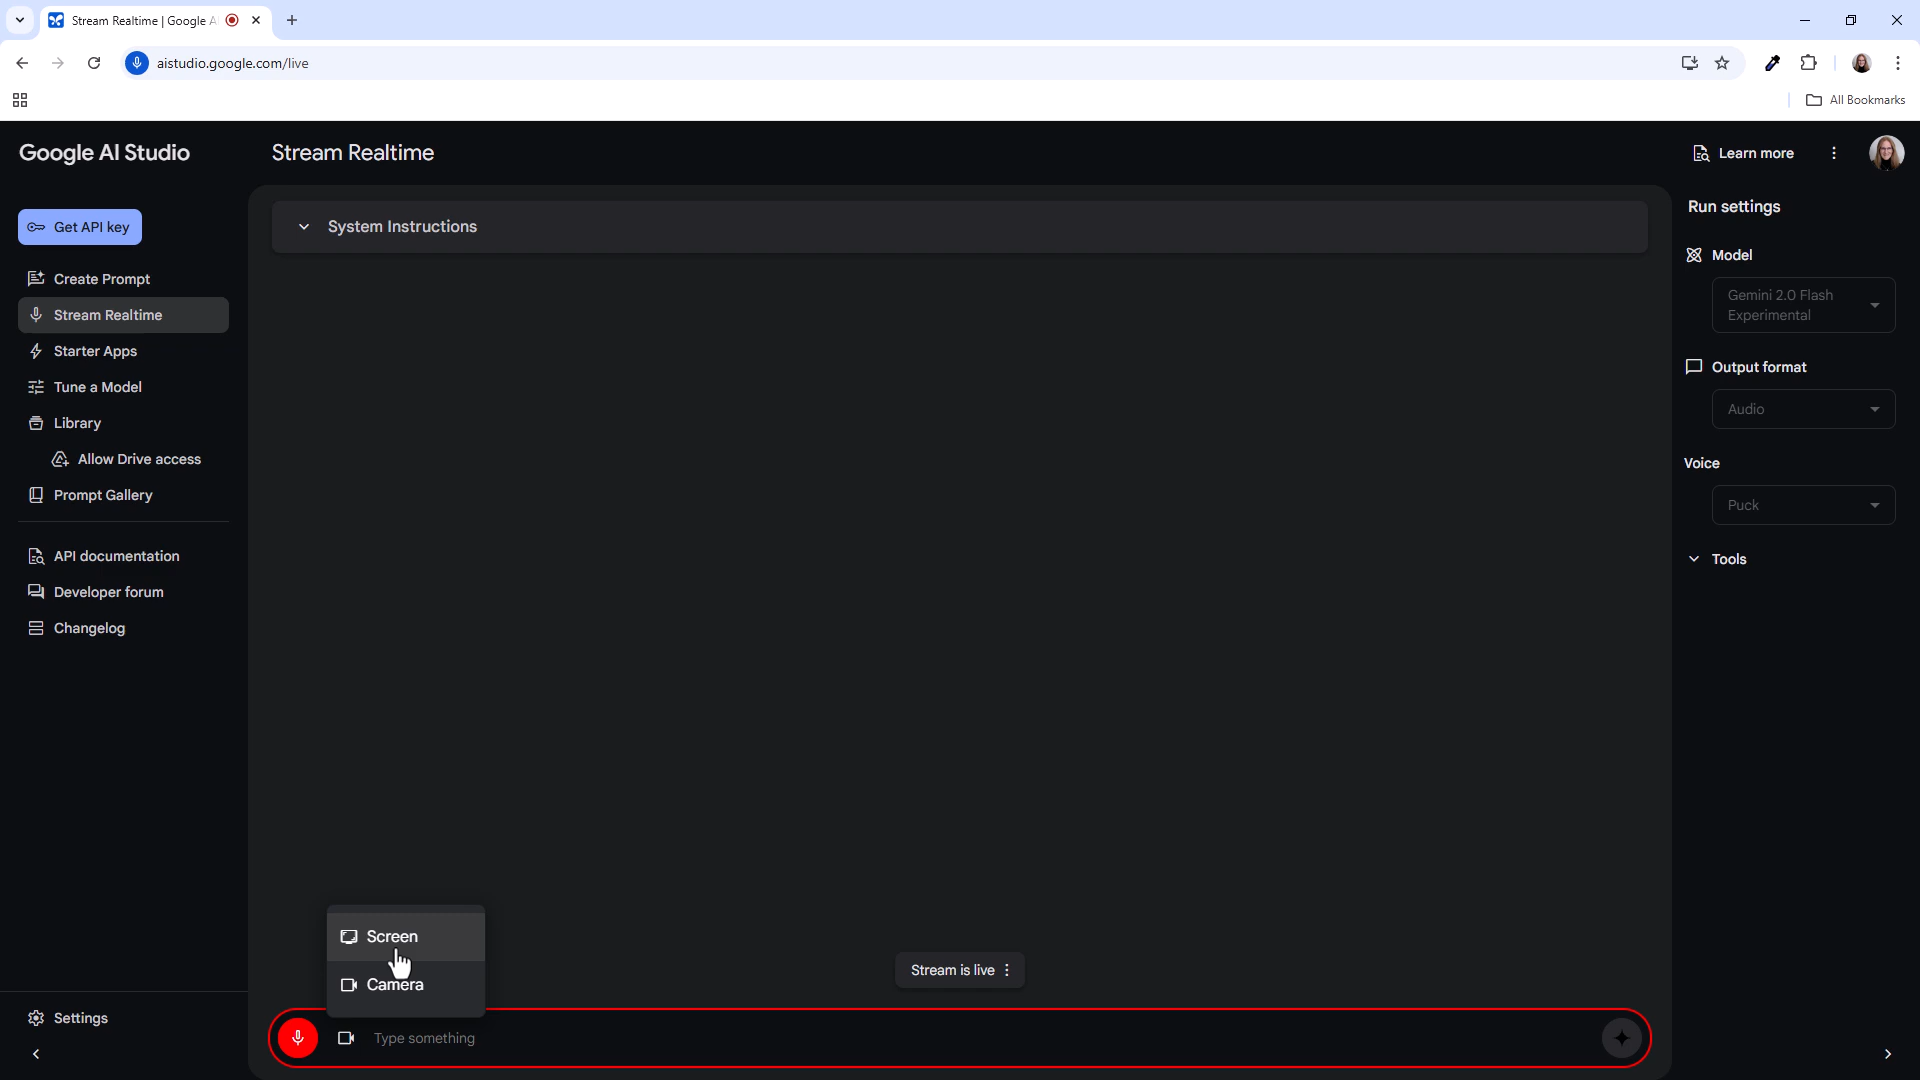 Stream Realtime | Google A
aistudio.google.com/live
All Bookmarks
Google AI Studio
Stream Realtime
Learn more
Get API key
Create Prompt
Stream Realtime
Starter Apps
Tune a Model
Library
Allow Drive access
Prompt Gallery
API documentation
Developer forum
Changelog
Settings
System Instructions
Screen
Camera
Stream is live
Type something
Run settings
Model
Gemini 2.0 Flash
Experimental
Output format
Audio
Voice
Puck
Tools